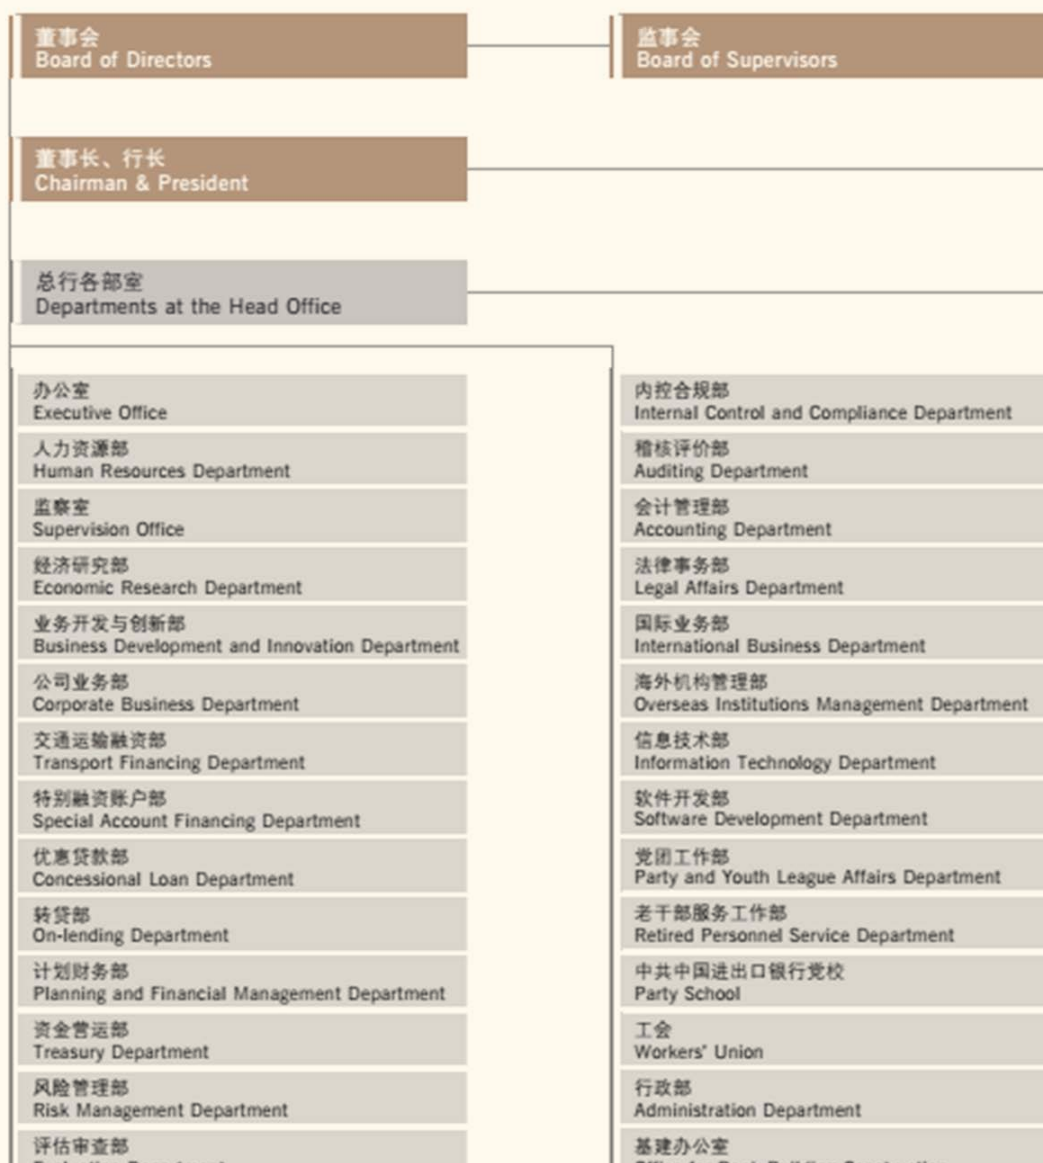 董事会
Board of Directors
监事会
Board of Supervisors
董事长、行长
Chairman & President
总行各部室
Departments at the Head Office
办公室
Executive Office
人力资源部
Human Resources Department
监察室
Supervision Office
经济研究部
Economic Research Department
业务开发与创新部
Business Development and Innovation Department
公司业务部
Corporate Business Department
交通运输融资部
Transport Financing Department
特别融资账户部
Special Account Financing Department
优惠贷款部
Concessional Loan Department
转贷部
On-lending Department
计划财务部
Planning and Financial Management Department
资金营运部
Treasury Department
风险管理部
Risk Management Department
评估审查部
内控合规部
Internal Control and Compliance Department
稽核评价部
Auditing Department
会计管理部
Accounting Department
法律事务部
Legal Affairs Department
国际业务部
International Business Department
海外机构管理部
Overseas Institutions Management Department
信息技术部
Information Technology Department
软件开发部
Software Development Department
党团工作部
Party and Youth League Affairs Department
老干部服务工作部
Retired Personnel Service Department
中共中国进出口银行党校
Party School
工会
Workers' Union
行政部
Administration Department
基建办公室